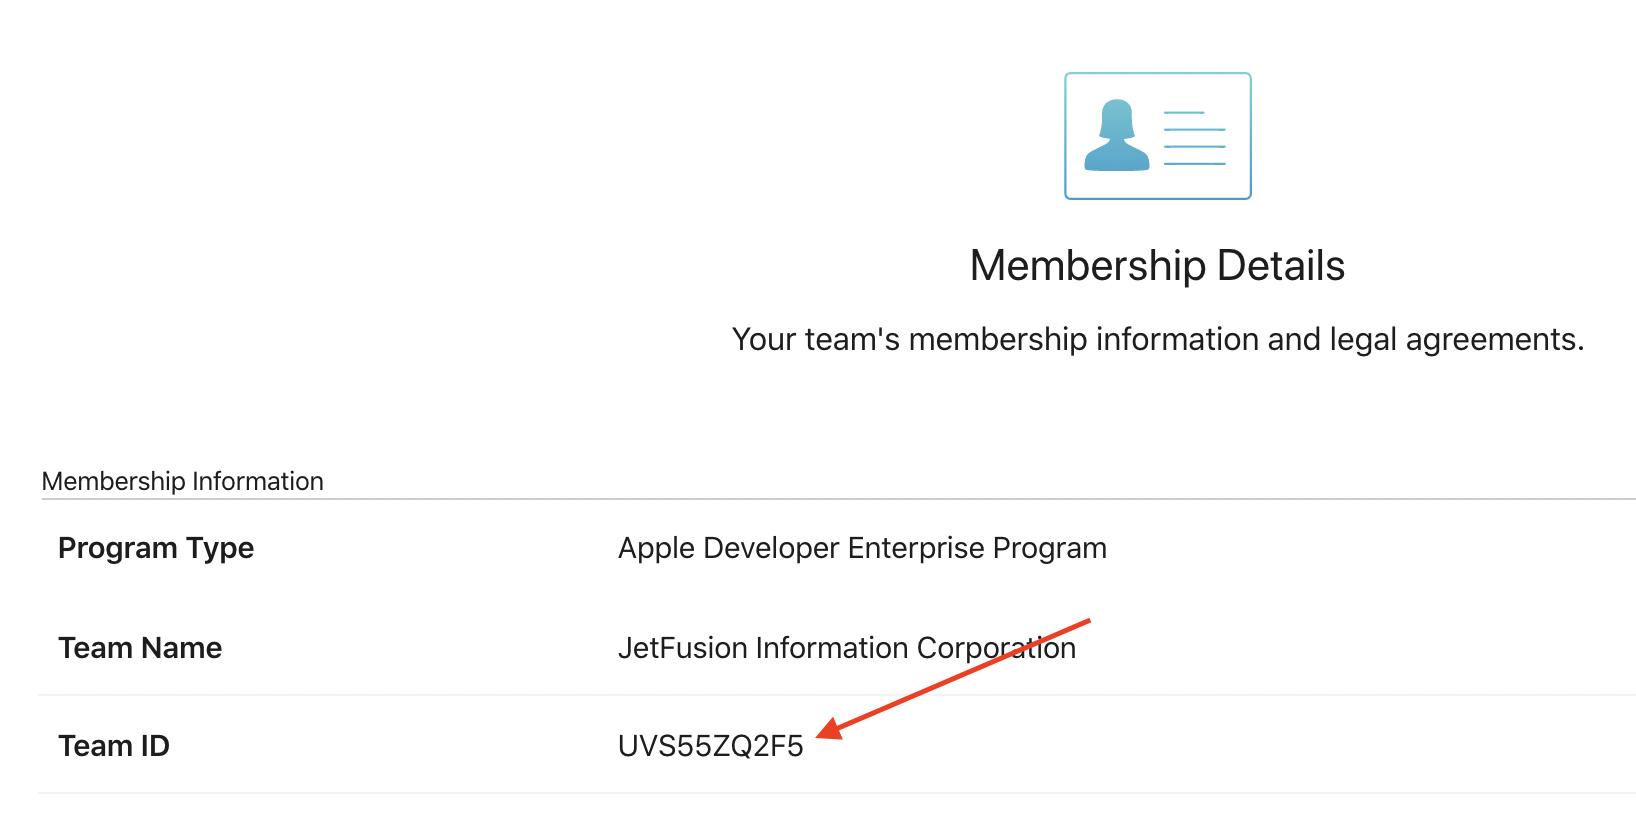 Membership Details
Your team's membership information and legal agreements.
Membership Information
Program Type Apple Developer Enterprise Program
Team Name JetFusion Information Corporation
Team ID UVS55ZQ2F5